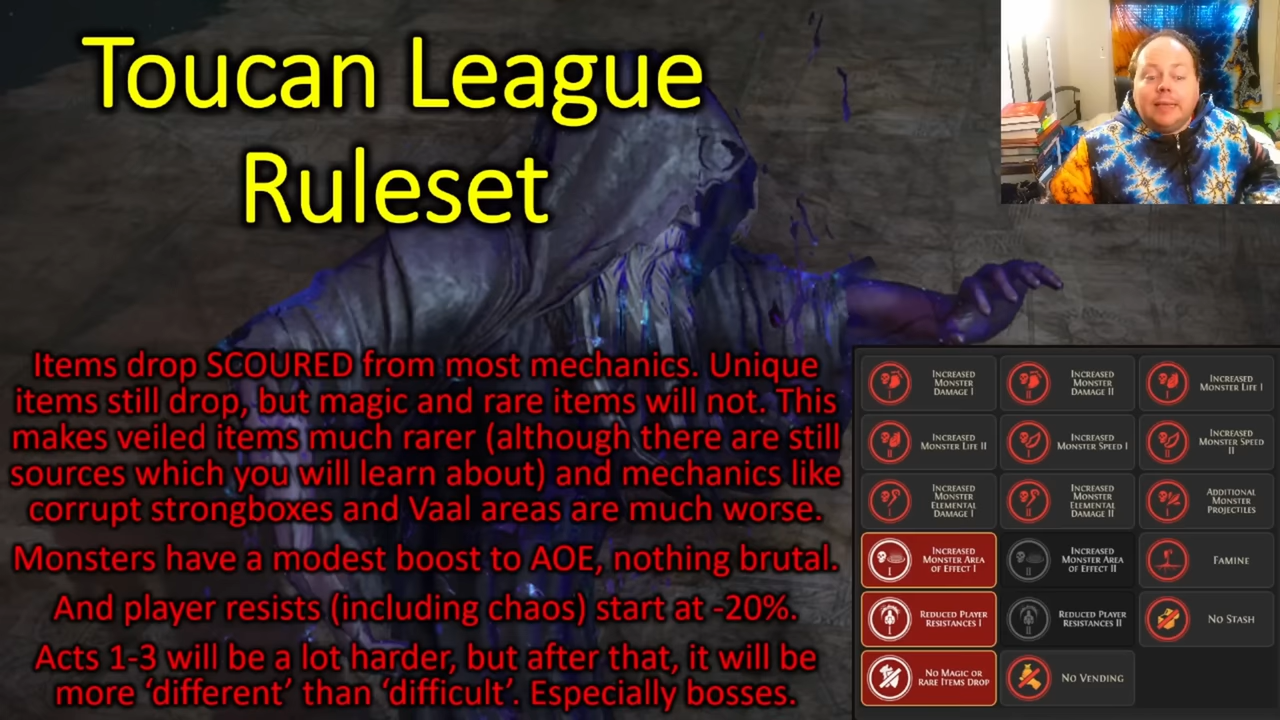 Toucan League
Ruleset
Items drop SCOURED from most mechanics. Unique
items still drop, but magic and rare items will not. This
makes veiled items much rarer (although there are still
sources which you will learn about) and mechanics like
corrupt strongboxes and Vaal areas are much worse.
Monsters have a modest boost to AOE, nothing brutal.
And player resists (including chaos) start at -20%.
Acts 1-3 will be a lot harder, but after that, it will be
more ‘different’ than ‘difficult’. Especially bosses.
INCREASED
MONSTER
DAMAGE I
INCREASED
MONSTER
DAMAGE II
INCREASED
MONSTER LIFE I
INCREASED
MONSTER LIFE II
INCREASED
MONSTER SPEED I
INCREASED
MONSTER SPEED
II
INCREASED
MONSTER
ELEMENTAL
DAMAGE I
INCREASED
MONSTER
ELEMENTAL
DAMAGE II
ADDITIONAL
MONSTER
PROJECTILES
INCREASED
MONSTER AREA
OF EFFECT I
INCREASED
MONSTER AREA
OF EFFECT II
FAMINE
REDUCED PLAYER
RESISTANCES I
REDUCED PLAYER
RESISTANCES II
NO STASH
NO MAGIC OR
RARE ITEMS DROP
NO VENDING